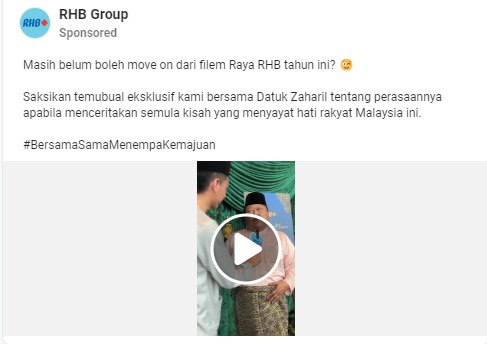 RHB
RHB Group
Sponsored
Masih belum boleh move on dari filem Raya RHB tahun ini? 😉
Saksikan temubual eksklusif kami bersama Datuk Zaharil tentang perasaannya
apabila menceritakan semula kisah yang menyayat hati rakyat Malaysia ini.
#BersamaSamaMenempaKemajuan